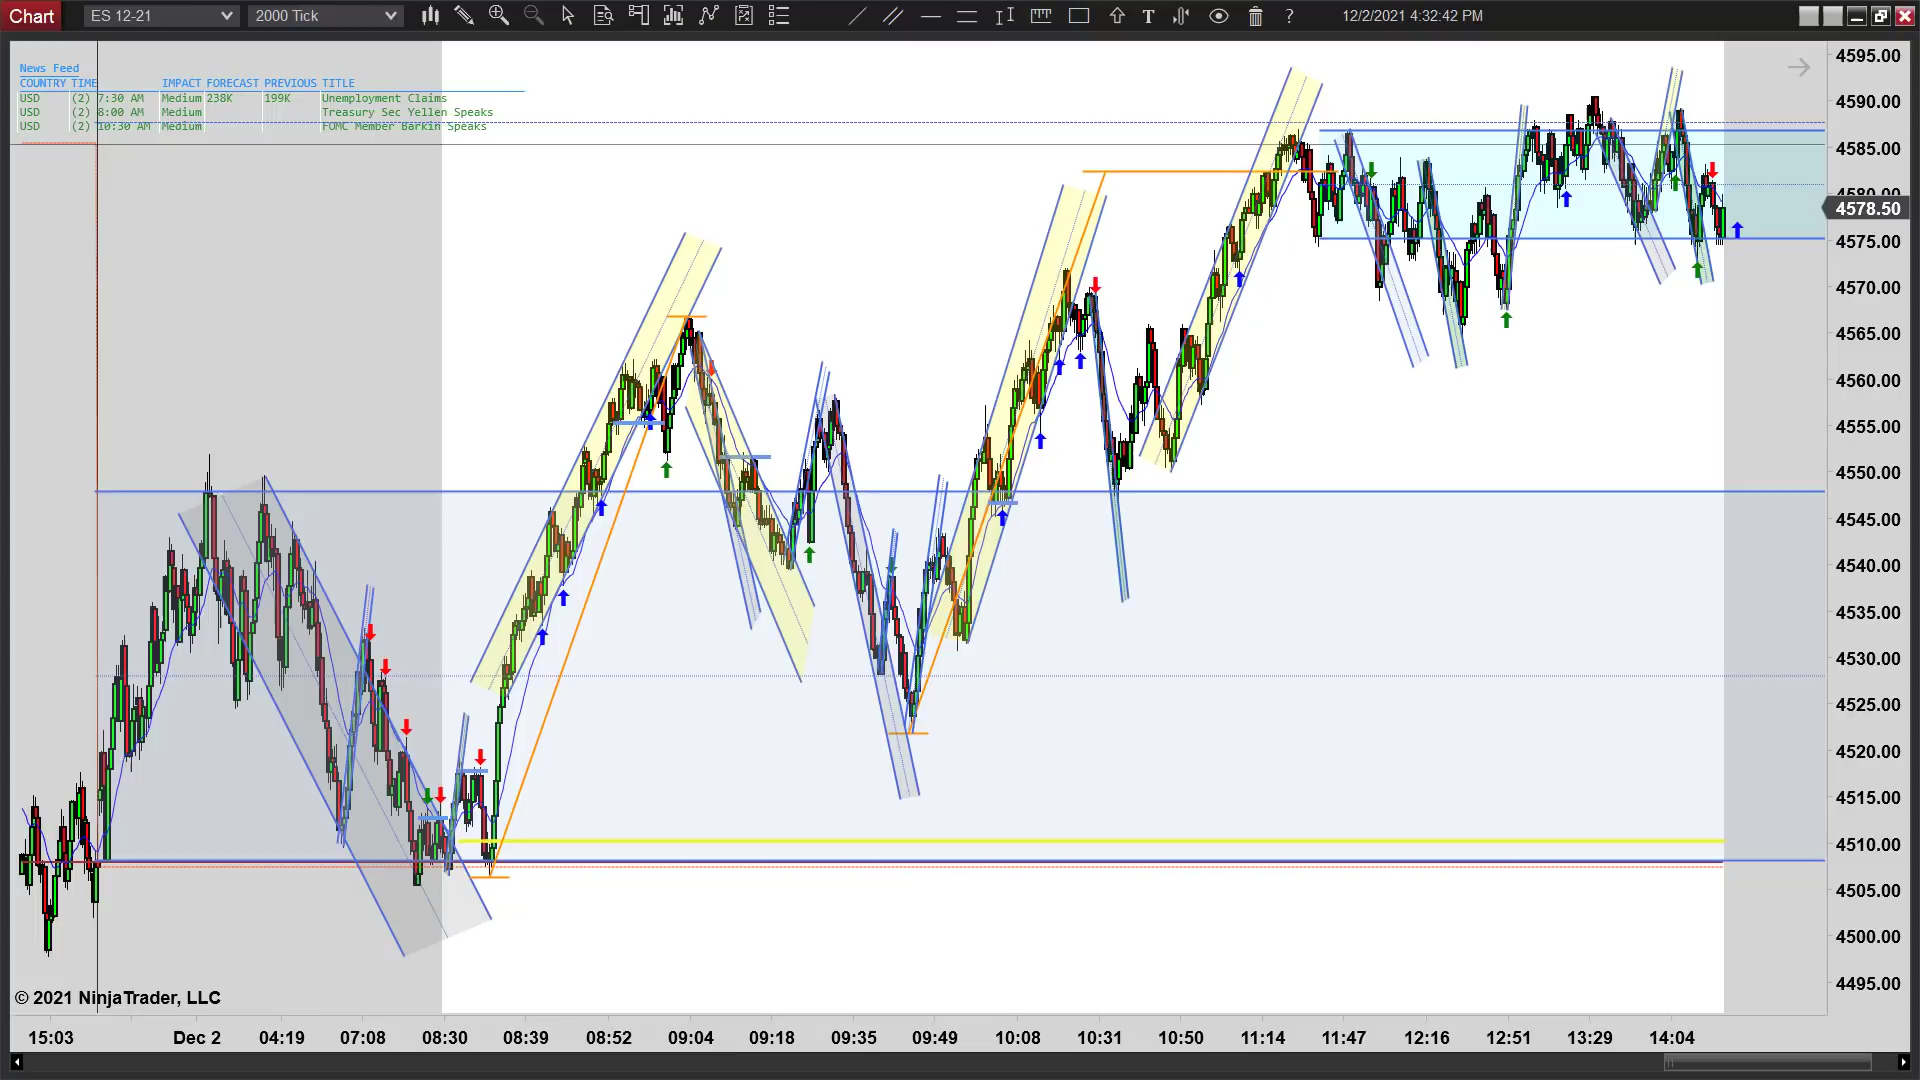 Chart ES 12-21 2000 Tick T ? 12/2/2021 4:32:42 PM
News Feed
COUNTRY TIME IMPACT FORECAST PREVIOUS TITLE
USD (2) 7:30 AM Medium 238K 199K Unemployment Claims
USD (2) 8:00 AM Medium Treasury Sec Yellen Speaks
USD (2) 10:30 AM Medium FOMC Member Barkin Speaks
4595.00
4590.00
4585.00
4580.00
4578.50
4575.00
4570.00
4565.00
4560.00
4555.00
4550.00
4545.00
4540.00
4535.00
4530.00
4525.00
4520.00
4515.00
4510.00
4505.00
4500.00
4495.00
© 2021 NinjaTrader, LLC
15:03 Dec 2 04:19 07:08 08:30 08:39 08:52 09:04 09:18 09:35 09:49 10:08 10:31 10:50 11:14 11:47 12:16 12:51 13:29 14:04